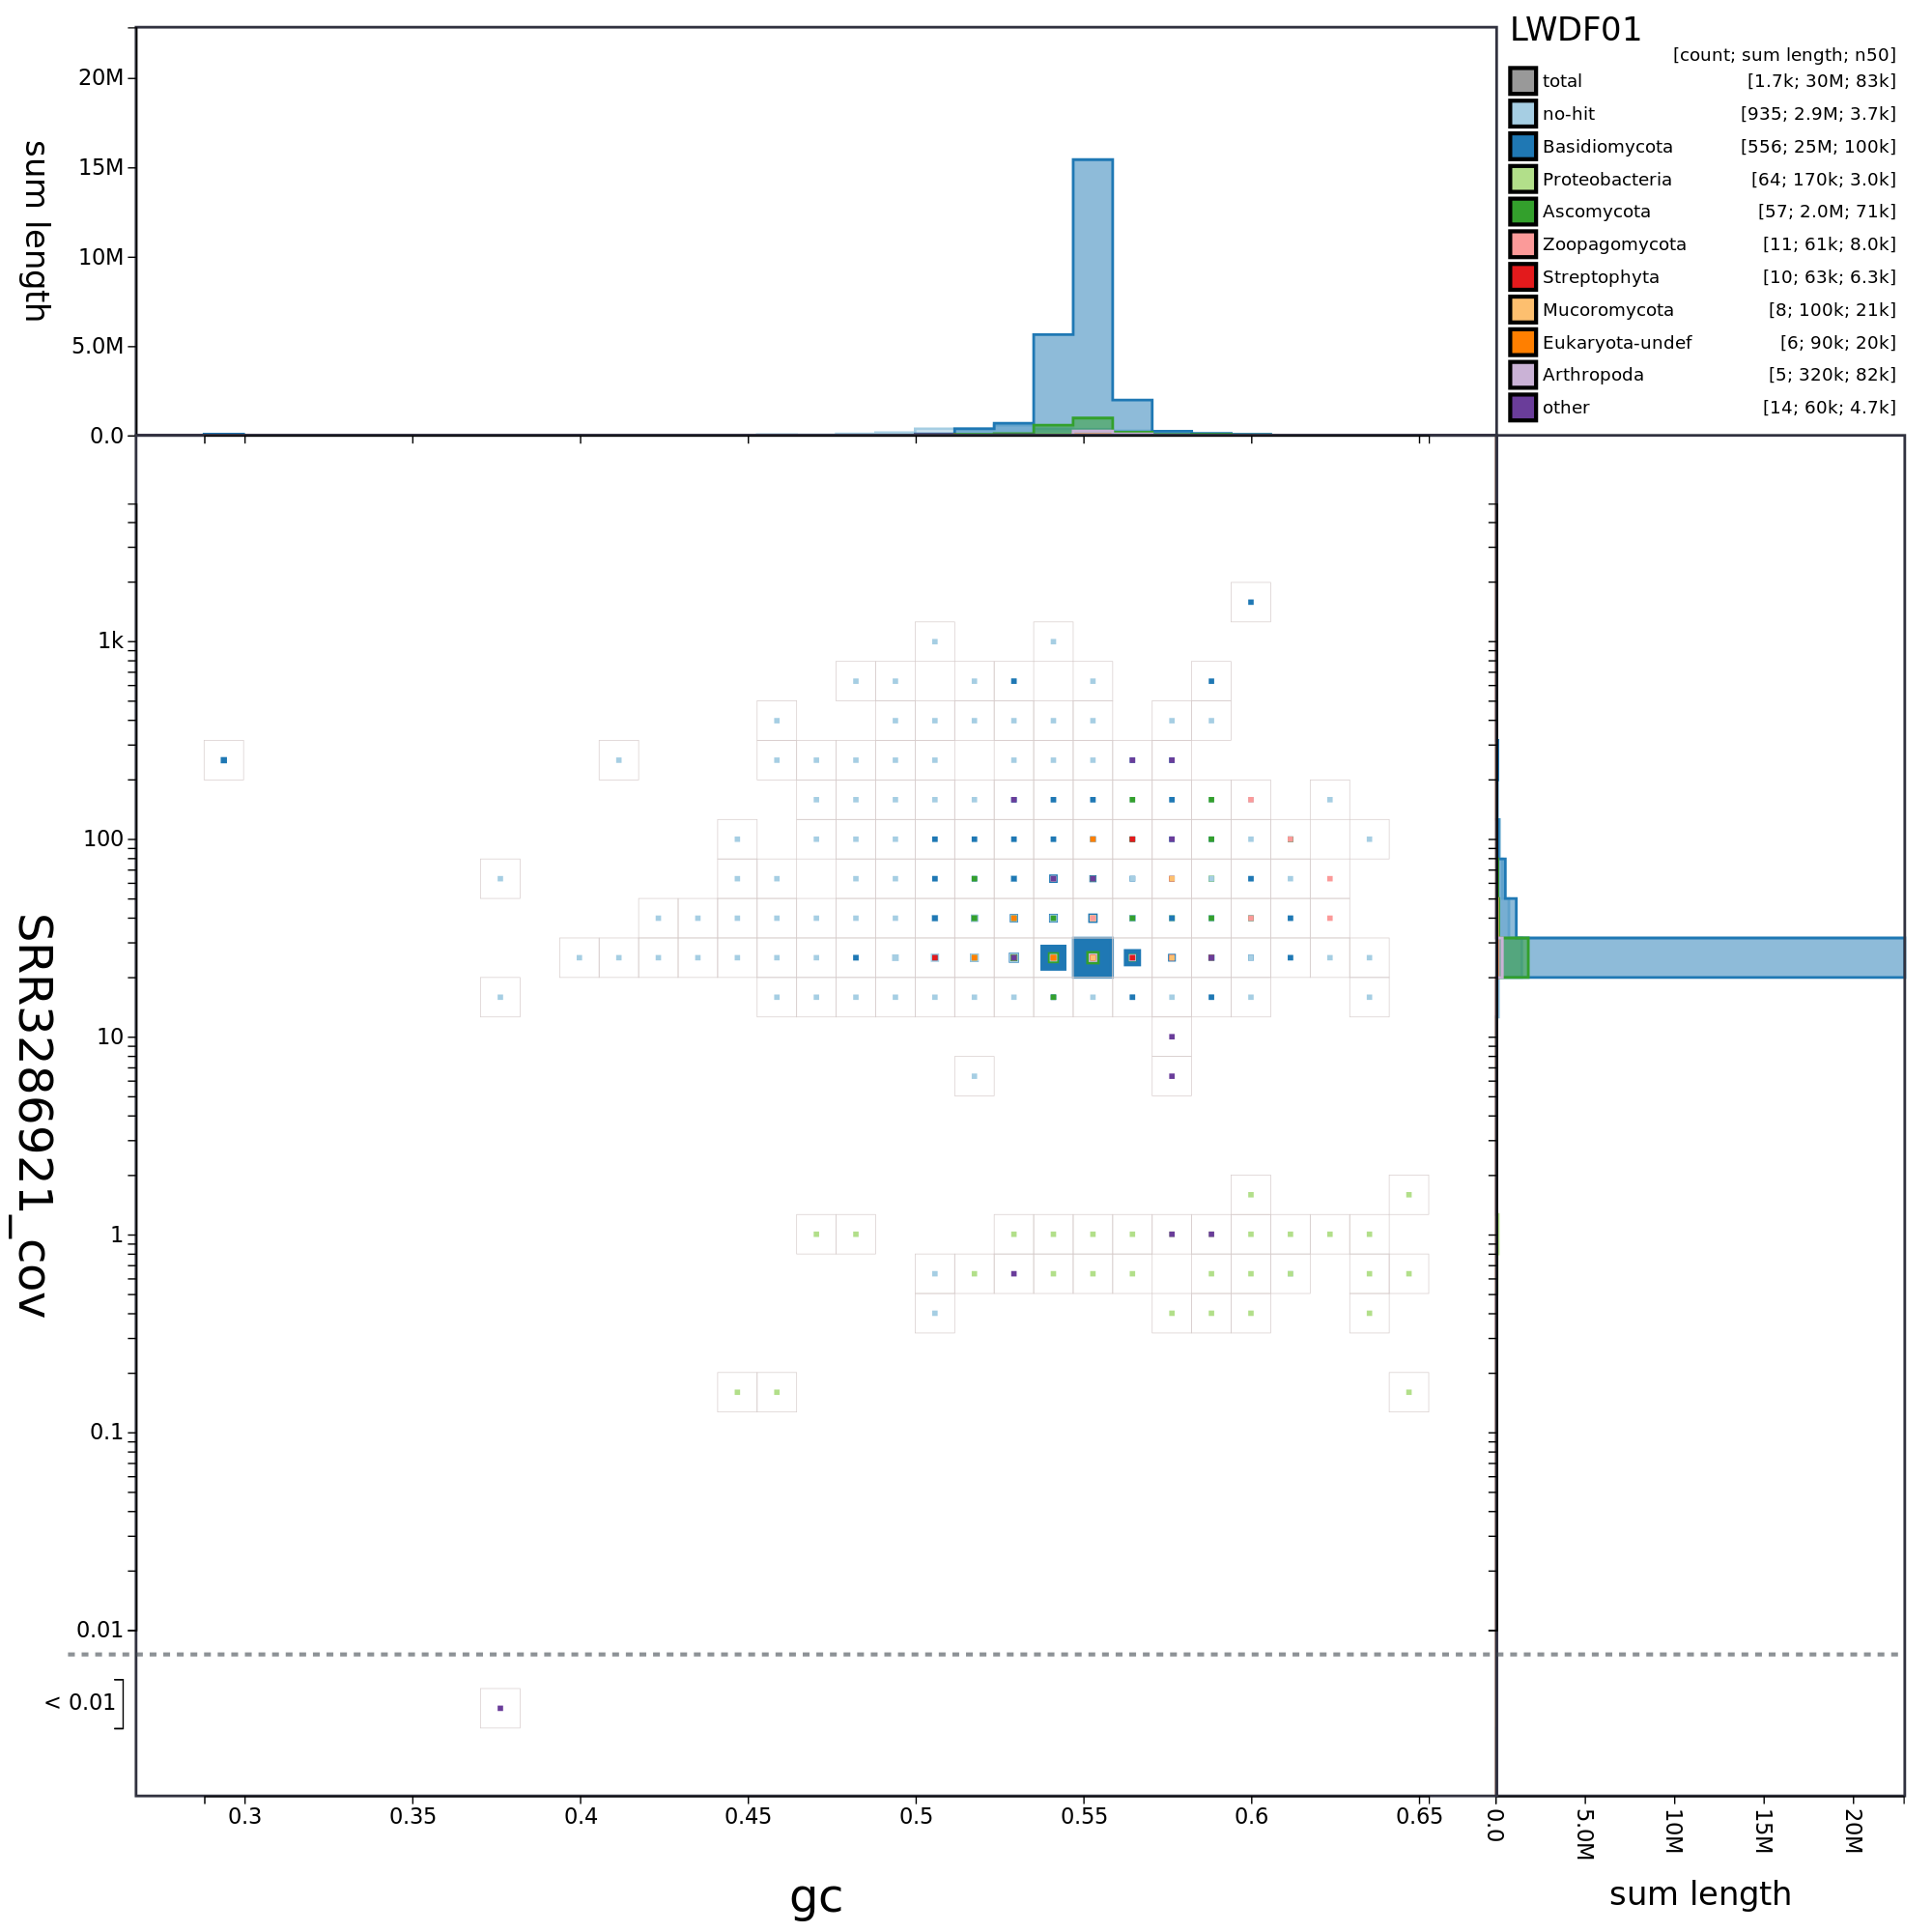 LWDF01
[count; sum length; n50]
total [1.7k; 30M; 83k]
no-hit [935; 2.9M; 3.7k]
Basidiomycota [556; 25M; 100k]
Proteobacteria [64; 170k; 3.0k]
Ascomycota [57; 2.0M; 71k]
Zoopagomycota [11; 61k; 8.0k]
Streptophyta [10; 63k; 6.3k]
Mucoromycota [8; 100k; 21k]
Eukaryota-undef [6; 90k; 20k]
Arthropoda [5; 320k; 82k]
other [14; 60k; 4.7k]
sum length
20M
15M
10M
5.0M
0.0
SRR3286921_cov
1k
100
10
1
0.1
0.01
< 0.01
0.3 0.35 0.4 0.45 0.5 0.55 0.6 0.65
gc
0.0 5.0M 10M 15M 20M
sum length